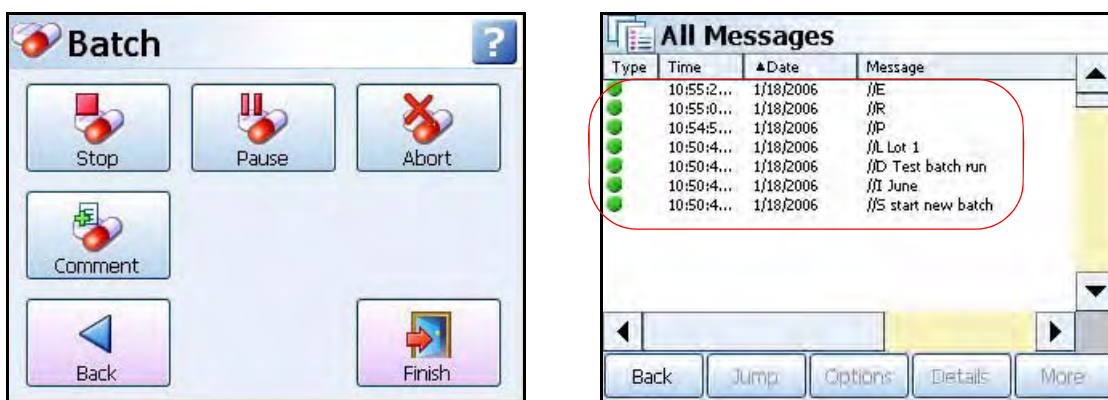 Batch
?
Stop Pause Abort
Comment
Back Finish
All Messages
Type Time ▲Date Message
10:55:2... 1/18/2006 //E
10:55:0... 1/18/2006 //R
10:54:5... 1/18/2006 //P
10:50:4... 1/18/2006 //L Lot 1
10:50:4... 1/18/2006 //D Test batch run
10:50:4... 1/18/2006 //I June
10:50:4... 1/18/2006 //S start new batch
Back Jump Options Details More